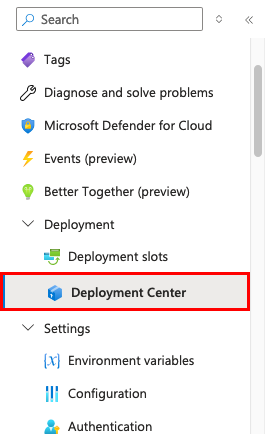 Search
Tags
Diagnose and solve problems
Microsoft Defender for Cloud
Events (preview)
Better Together (preview)
Deployment
Deployment slots
Deployment Center
Settings
Environment variables
Configuration
Authentication